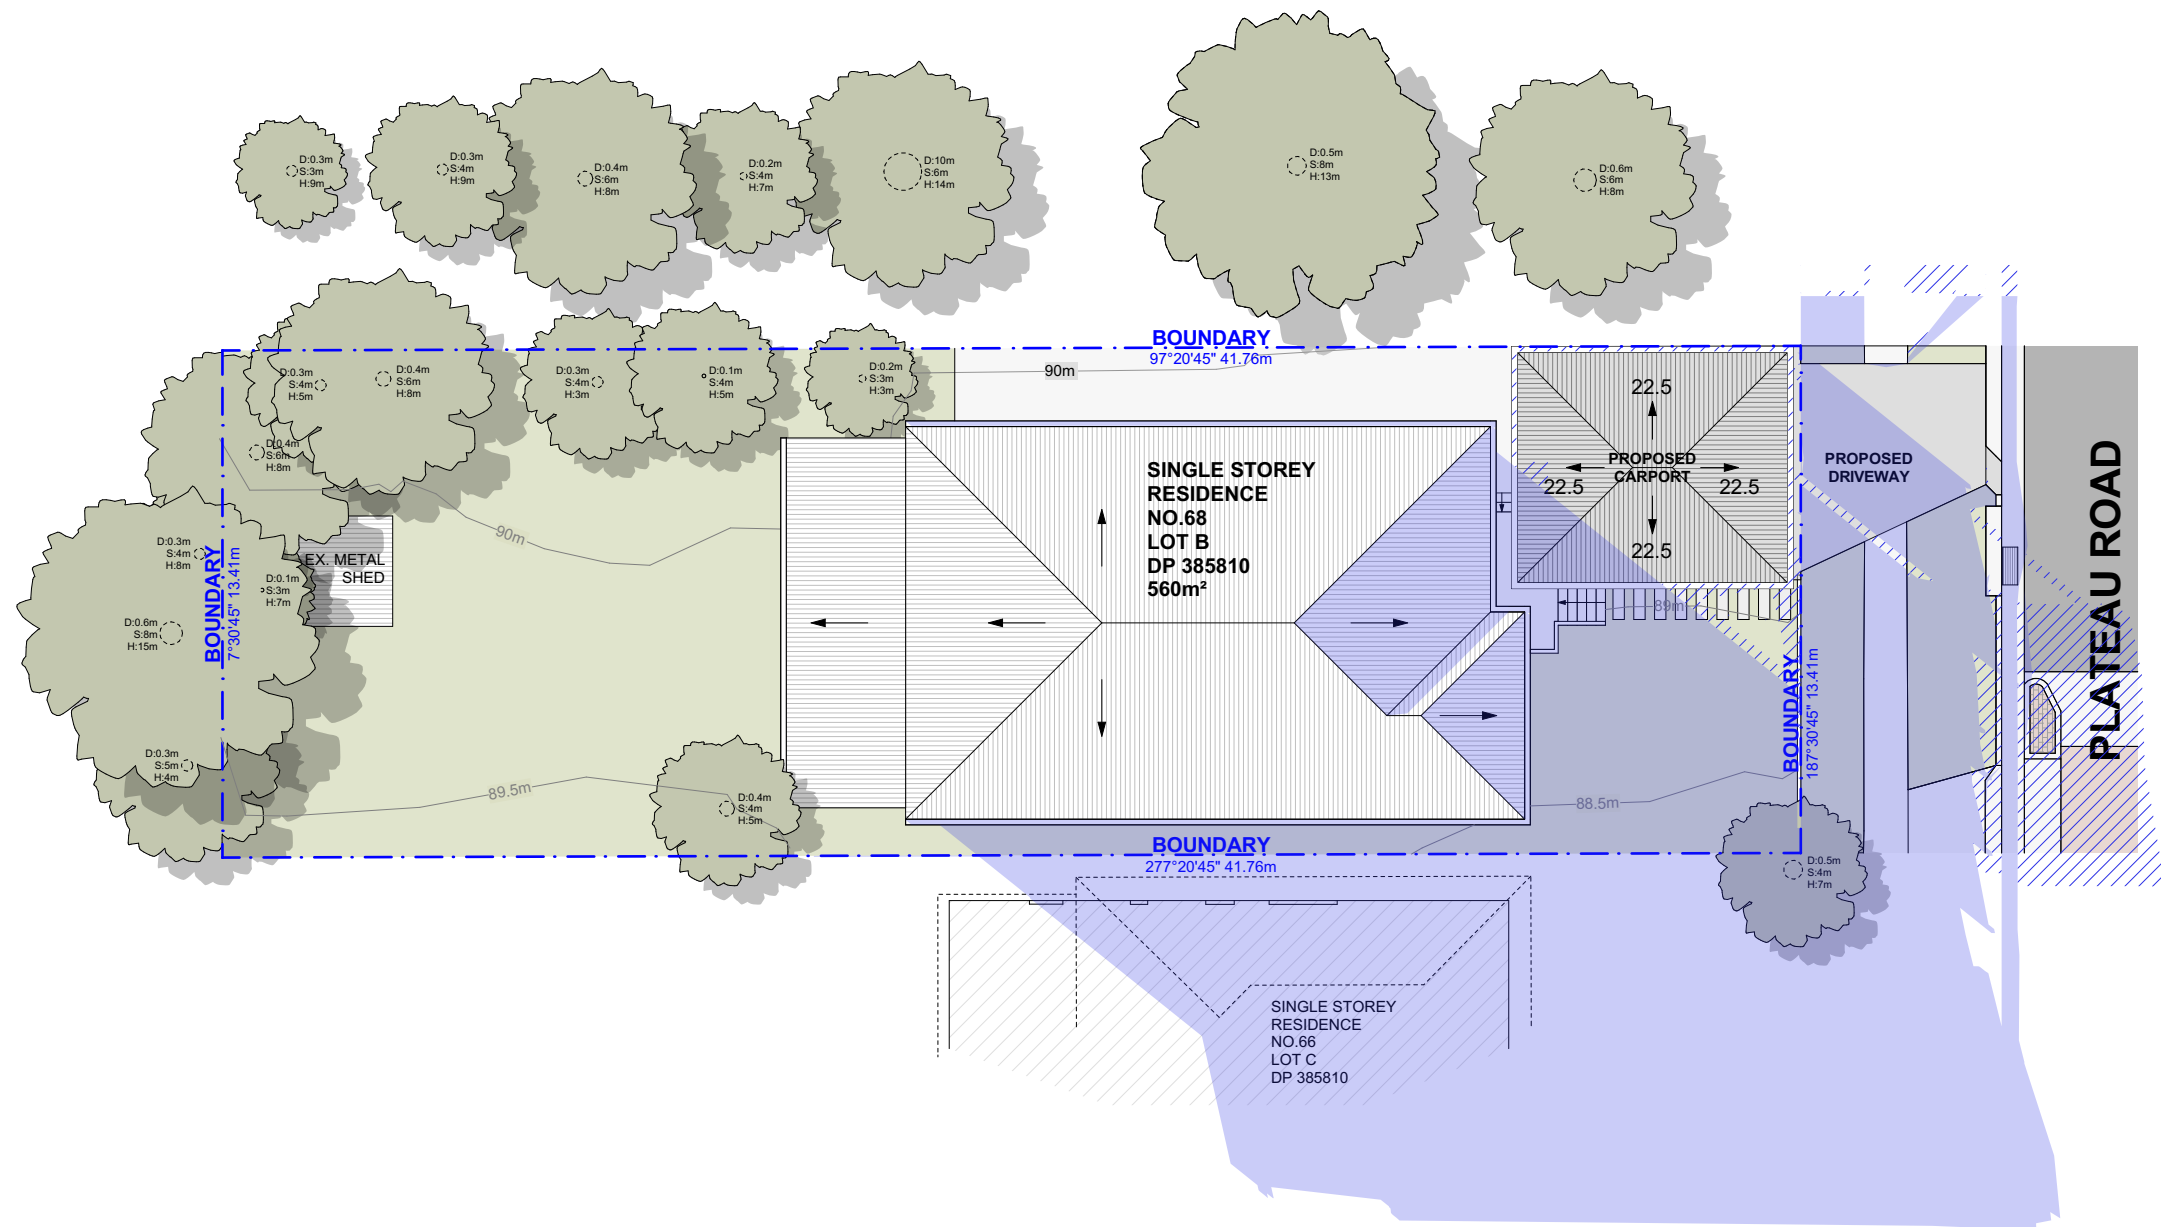 D:0.3m
S:3m
H:9m
D:0.3m
S:4m
H:9m
D:0.4m
S:6m
H:8m
D:0.2m
S:4m
H:7m
D:10m
S:6m
H:14m
D:0.5m
S:8m
H:13m
D:0.6m
S:6m
H:8m
BOUNDARY
97°20'45" 41.76m
90m
D:0.3m
S:4m
H:5m
D:0.4m
S:6m
H:8m
D:0.3m
S:4m
H:3m
D:0.1m
S:4m
H:5m
D:0.2m
S:3m
H:3m
D:0.4m
S:6m
H:8m
22.5
PROPOSED
CARPORT
22.5
22.5
22.5
PROPOSED
DRIVEWAY
PLATEAU ROAD
SINGLE STOREY
RESIDENCE
NO.68
LOT B
DP 385810
560m²
90m
D:0.3m
S:4m
H:8m
EX. METAL
SHED
D:0.1m
S:3m
H:7m
BOUNDARY
7°30'45" 13.41m
D:0.6m
S:8m
H:15m
89m
BOUNDARY
187°30'45" 13.41m
D:0.3m
S:5m
H:4m
89.5m
D:0.4m
S:4m
H:5m
88.5m
BOUNDARY
277°20'45" 41.76m
D:0.5m
S:4m
H:7m
SINGLE STOREY
RESIDENCE
NO.66
LOT C
DP 385810